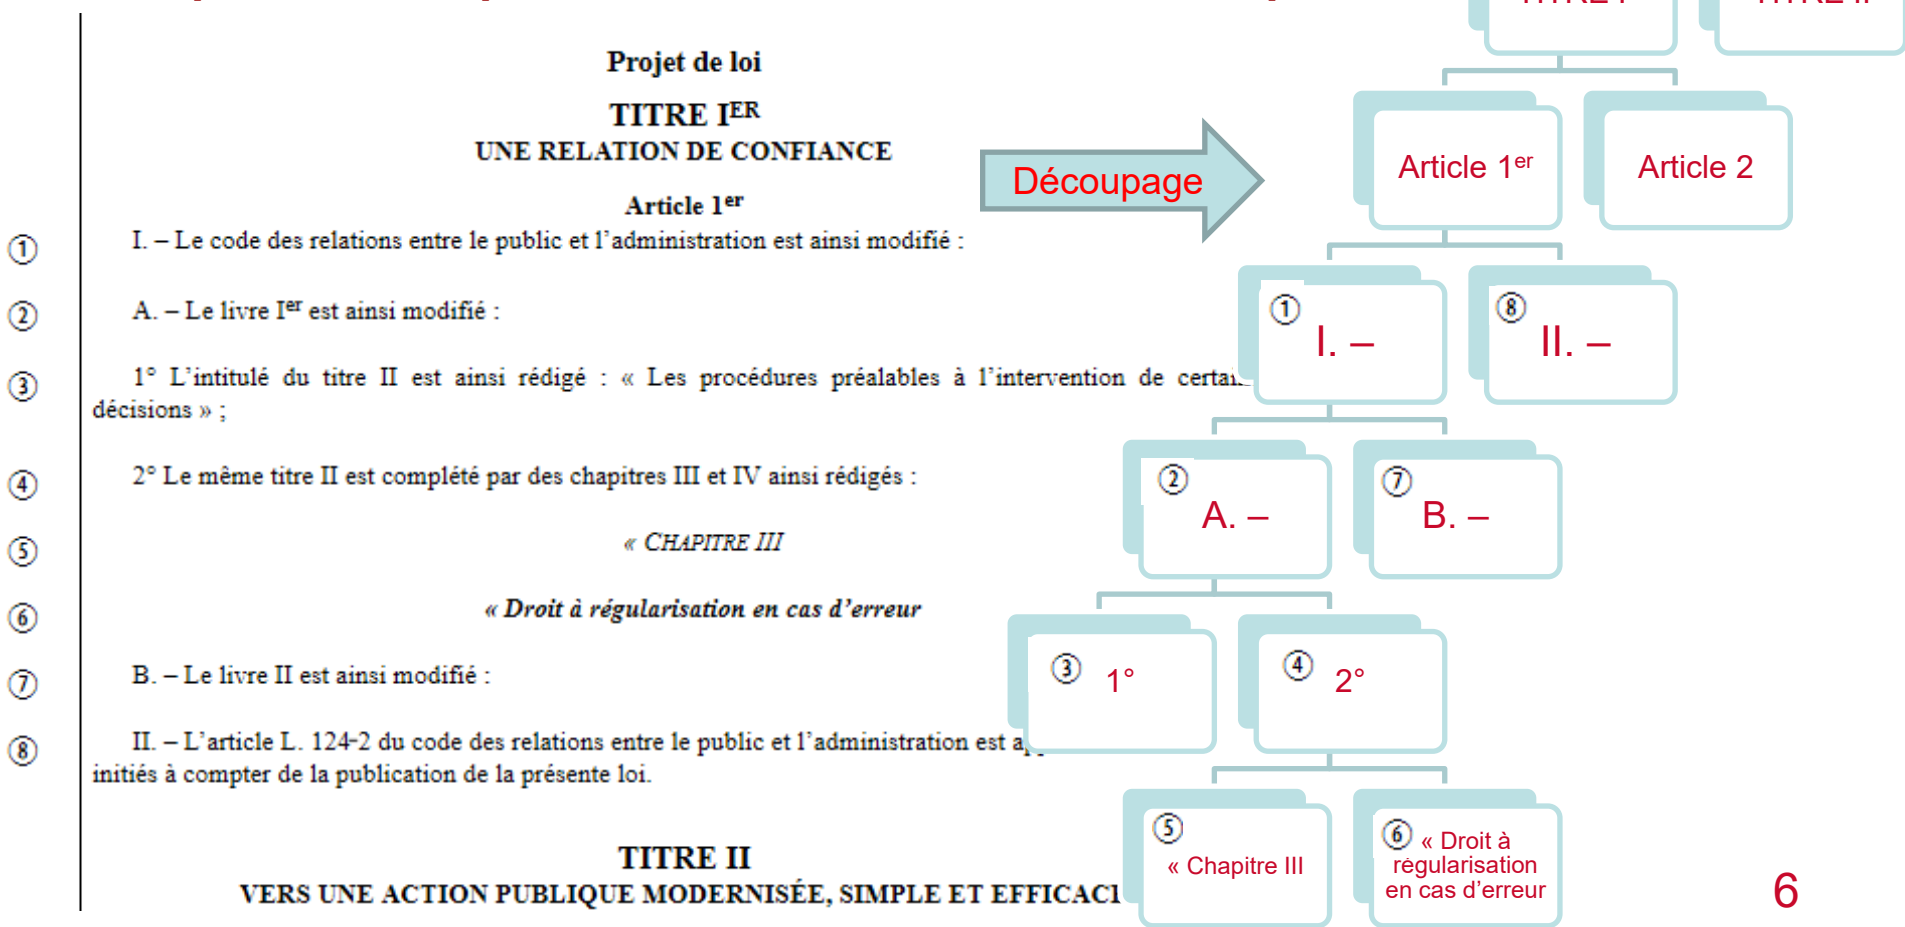 Projet de loi
TITRE IER
UNE RELATION DE CONFIANCE
Article 1er
① I. – Le code des relations entre le public et l'administration est ainsi modifié :
② A. – Le livre Ier est ainsi modifié :
③ 1° L'intitulé du titre II est ainsi rédigé : « Les procédures préalables à l'intervention de
décisions » ;
④ 2° Le même titre II est complété par des chapitres III et IV ainsi rédigés :
⑤ « CHAPITRE III
⑥ « Droit à régularisation en cas d'erreur
⑦ B. – Le livre II est ainsi modifié :
⑧ II. – L'article L. 124-2 du code des relations entre le public et l'administration est
initiés à compter de la publication de la présente loi.
TITRE II
VERS UNE ACTION PUBLIQUE MODERNISÉE, SIMPLE ET
Découpage
Article 1er
Article 2
① I. –
⑧ II. –
② A. –
⑦ B. –
③ 1°
④ 2°
⑤ « Chapitre III
⑥ « Droit à
régularisation
en cas d'erreur
6